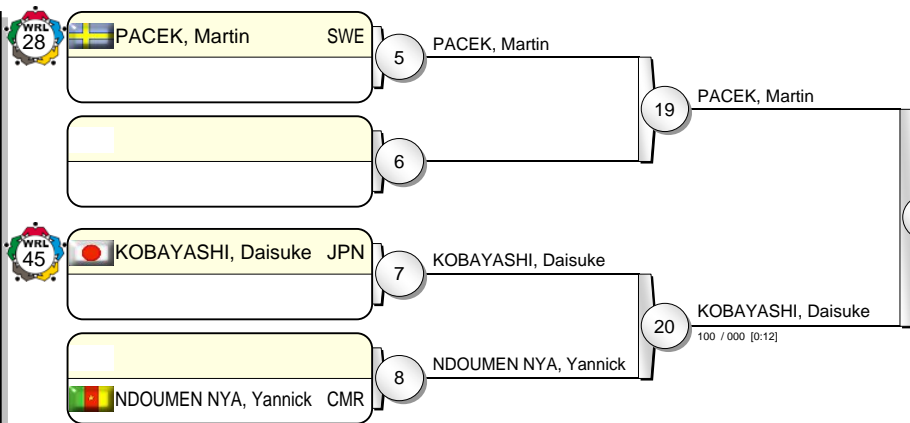 WRL
28
PACEK, Martin SWE
5
PACEK, Martin
19
PACEK, Martin
6
WRL
45
KOBAYASHI, Daisuke JPN
7
KOBAYASHI, Daisuke
20
KOBAYASHI, Daisuke
100 / 000 [0:12]
8
NDOUMEN NYA, Yannick
NDOUMEN NYA, Yannick CMR